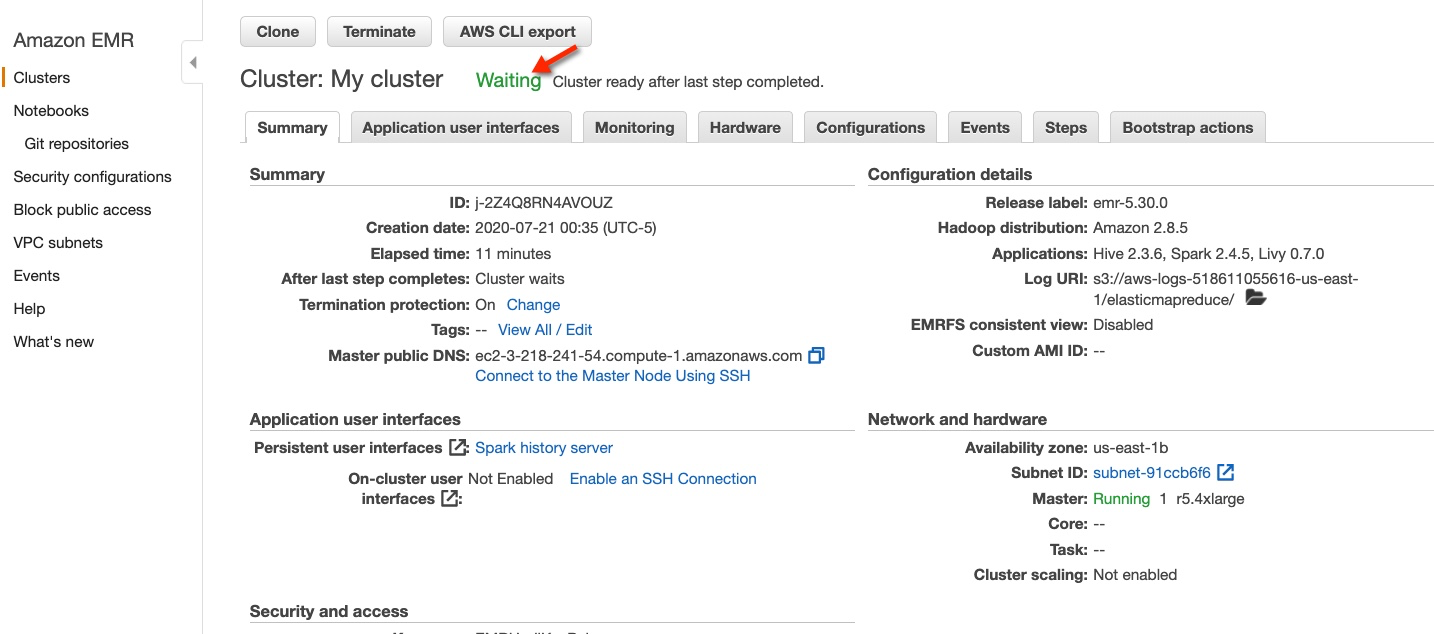 Amazon EMR
Clusters
Notebooks
Git repositories
Security configurations
Block public access
VPC subnets
Events
Help
What's new
Clone Terminate AWS CLI export
Cluster: My cluster Waiting Cluster ready after last step completed.
Summary Application user interfaces Monitoring Hardware Configurations Events Steps Bootstrap actions
Summary
ID: j-2Z4Q8RN4AVOUZ
Creation date: 2020-07-21 00:35 (UTC-5)
Elapsed time: 11 minutes
After last step completes: Cluster waits
Termination protection: On Change
Tags: -- View All / Edit
Master public DNS: ec2-3-218-241-54.compute-1.amazonaws.com
Connect to the Master Node Using SSH
Configuration details
Release label: emr-5.30.0
Hadoop distribution: Amazon 2.8.5
Applications: Hive 2.3.6, Spark 2.4.5, Livy 0.7.0
Log URI: s3://aws-logs-518611055616-us-east-
1/elasticmapreduce/
EMRFS consistent view: Disabled
Custom AMI ID: --
Application user interfaces
Persistent user interfaces : Spark history server
On-cluster user Not Enabled Enable an SSH Connection
interfaces :
Network and hardware
Availability zone: us-east-1b
Subnet ID: subnet-91ccb6f6
Master: Running 1 r5.4xlarge
Core: --
Task: --
Cluster scaling: Not enabled
Security and access